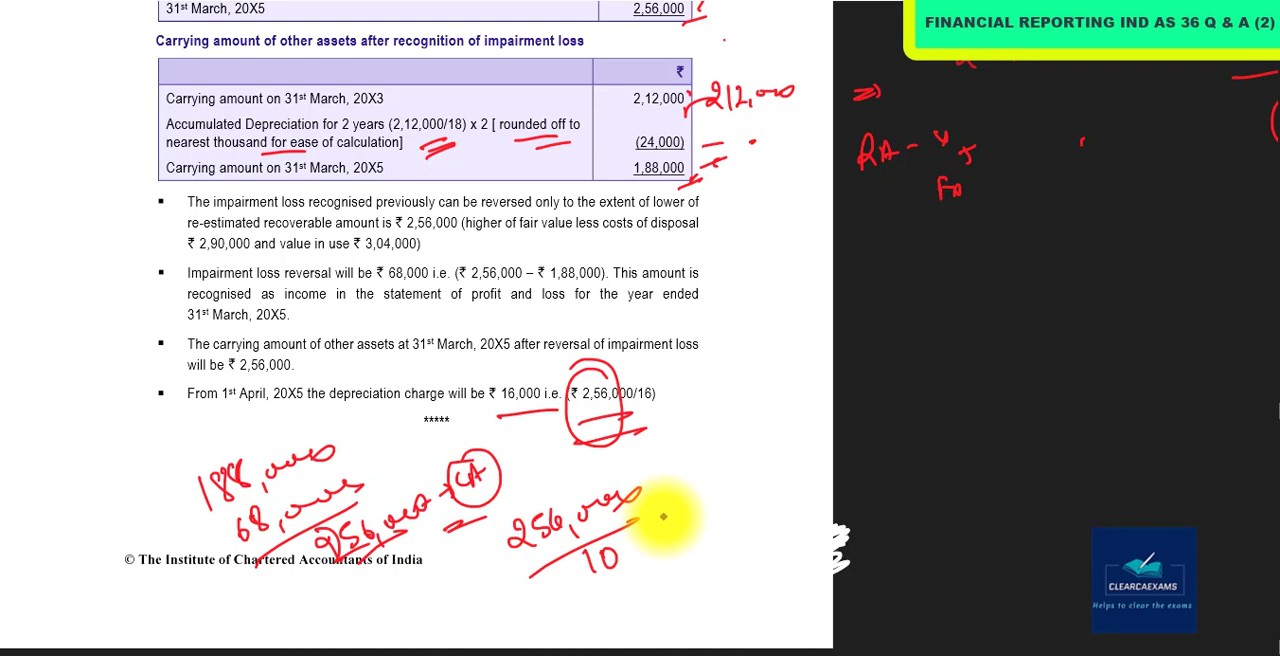 31st March, 20X5 2,56,000
FINANCIAL REPORTING IND AS 36 Q & A (2)
Carrying amount of other assets after recognition of impairment loss
₹
Carrying amount on 31st March, 20X3 2,12,000 212,000
Accumulated Depreciation for 2 years (2,12,000/18) x 2 [ rounded off to
nearest thousand for ease of calculation] (24,000)
Carrying amount on 31st March, 20X5 1,88,000
RA -
▪ The impairment loss recognised previously can be reversed only to the extent of lower of
re-estimated recoverable amount is ₹ 2,56,000 (higher of fair value less costs of disposal
₹ 2,90,000 and value in use ₹ 3,04,000)
▪ Impairment loss reversal will be ₹ 68,000 i.e. (₹ 2,56,000 – ₹ 1,88,000). This amount is
recognised as income in the statement of profit and loss for the year ended
31st March, 20X5.
▪ The carrying amount of other assets at 31st March, 20X5 after reversal of impairment loss
will be ₹ 2,56,000.
▪ From 1st April, 20X5 the depreciation charge will be ₹ 16,000 i.e. (₹ 2,56,000/16)
*****
188,000
68,000
256,000 CA
256,000
10
© The Institute of Chartered Accountants of India
CLEARCAEXAMS
Helps to clear the exams